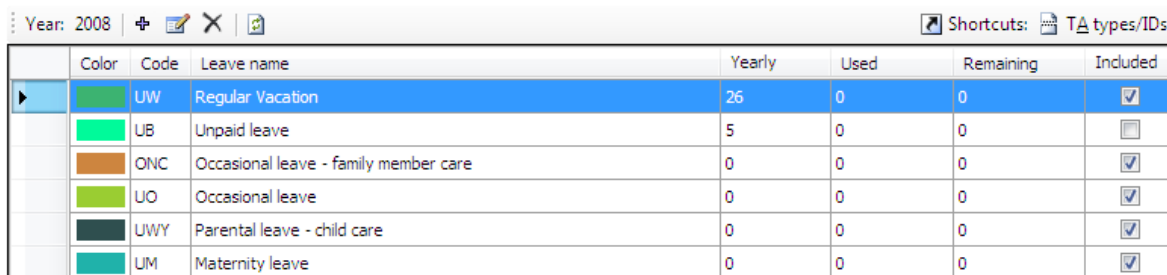 Year: 2008 Shortcuts: TA types/IDs
Color Code Leave name Yearly Used Remaining Included
UW Regular Vacation 26 0 0
UB Unpaid leave 5 0 0
ONC Occasional leave - family member care 0 0 0
UO Occasional leave 0 0 0
UWY Parental leave - child care 0 0 0
UM Maternity leave 0 0 0